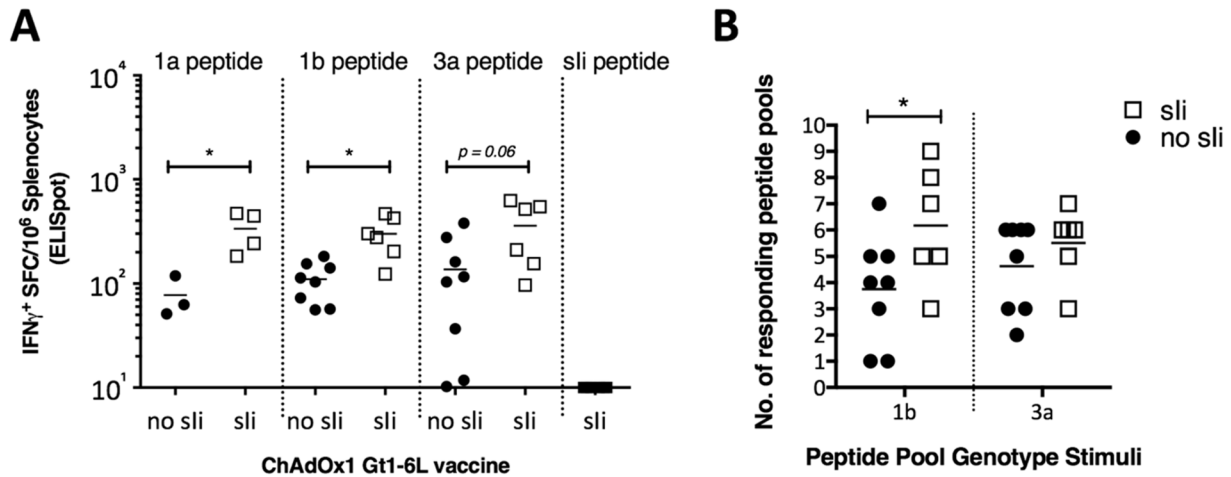 A
1a peptide 1b peptide 3a peptide sli peptide
IFNγ+ SFC/10⁶ Splenocytes
(ELISpot)
10⁴
10³
10²
10¹
* * p = 0.06
no sli sli no sli sli no sli sli sli
ChAdOx1 Gt1-6L vaccine
B
No. of responding peptide pools
10
9
8
7
6
5
4
3
2
1
0
*
1b 3a
Peptide Pool Genotype Stimuli
sli
no sli